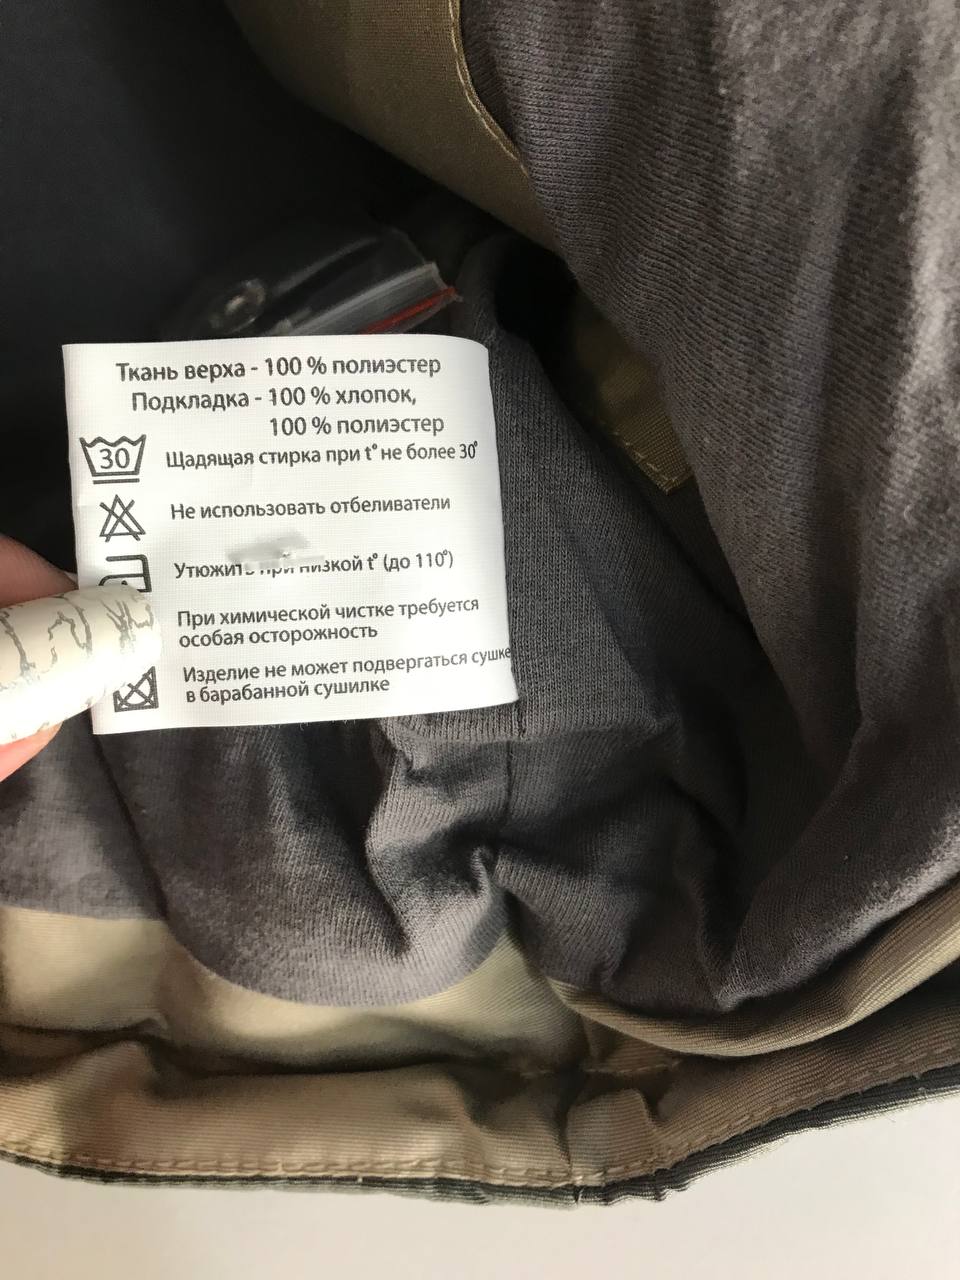 Ткань верха - 100 % полиэстер
Подкладка - 100 % хлопок,
100 % полиэстер
30 Щадящая стирка при t° не более 30°
Не использовать отбеливатели
Утюжить при низкой t° (до 110°)
При химической чистке требуется
особая осторожность
Изделие не может подвергаться сушке
в барабанной сушилке